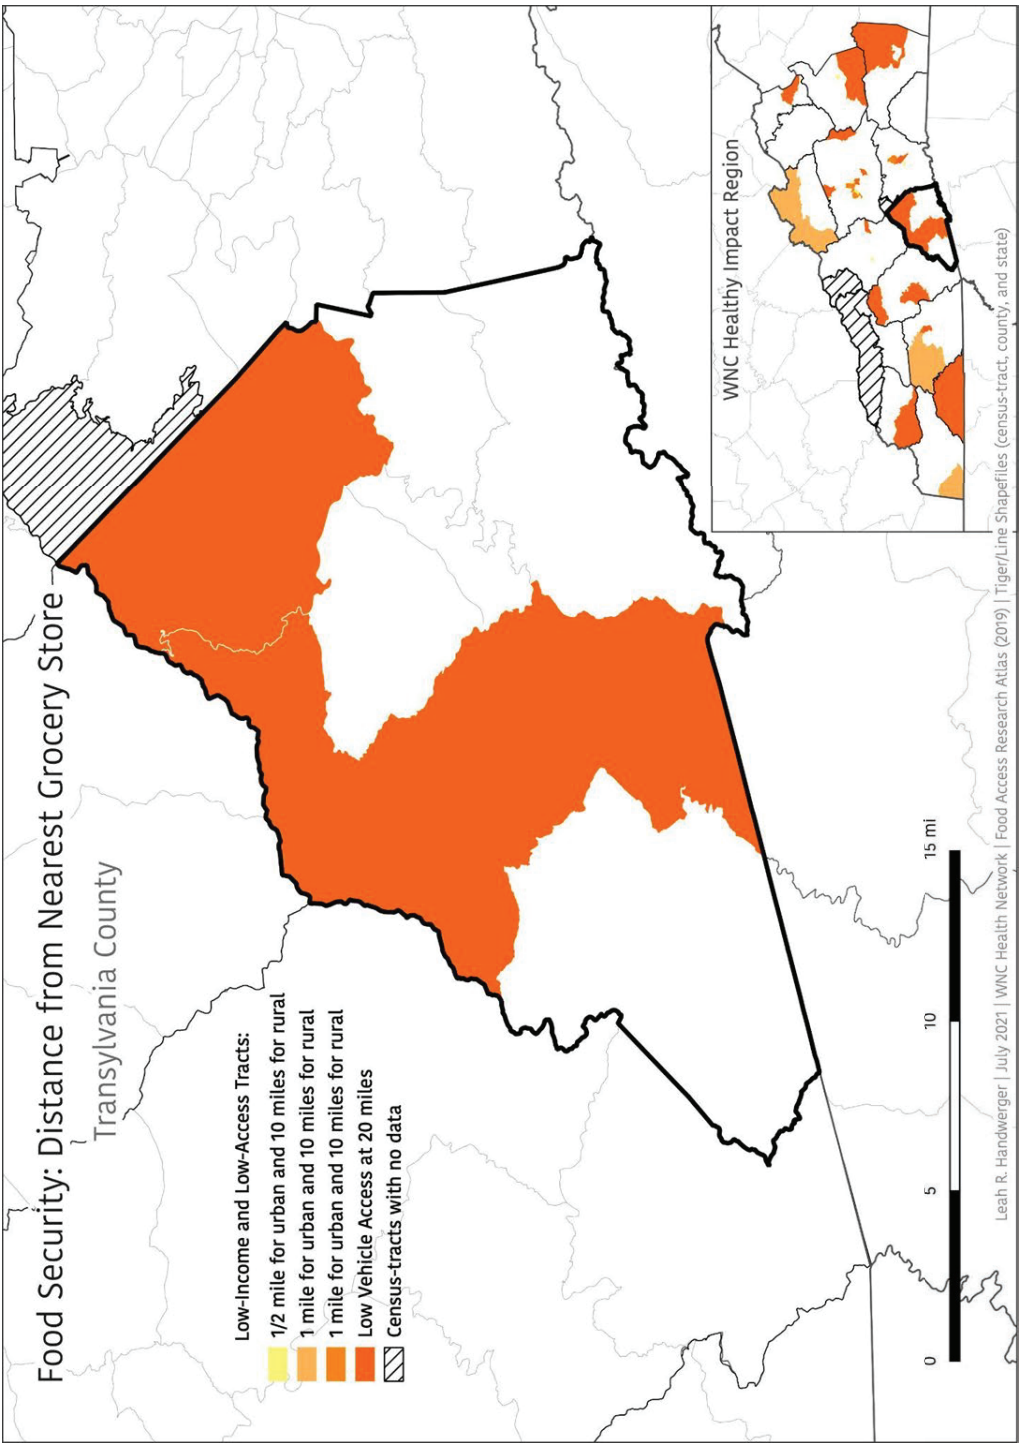 Food Security: Distance from Nearest Grocery Store
Transylvania County
Low-Income and Low-Access Tracts:
1/2 mile for urban and 10 miles for rural
1 mile for urban and 10 miles for rural
1 mile for urban and 10 miles for rural
Low Vehicle Access at 20 miles
Census-tracts with no data
WNC Healthy Impact Region
0 5 10 15 mi
Leah R. Handwerger | July 2021 | WNC Health Network | Food Access Research Atlas (2019) | Tiger/Line Shapefiles (census-tract, county, and state)